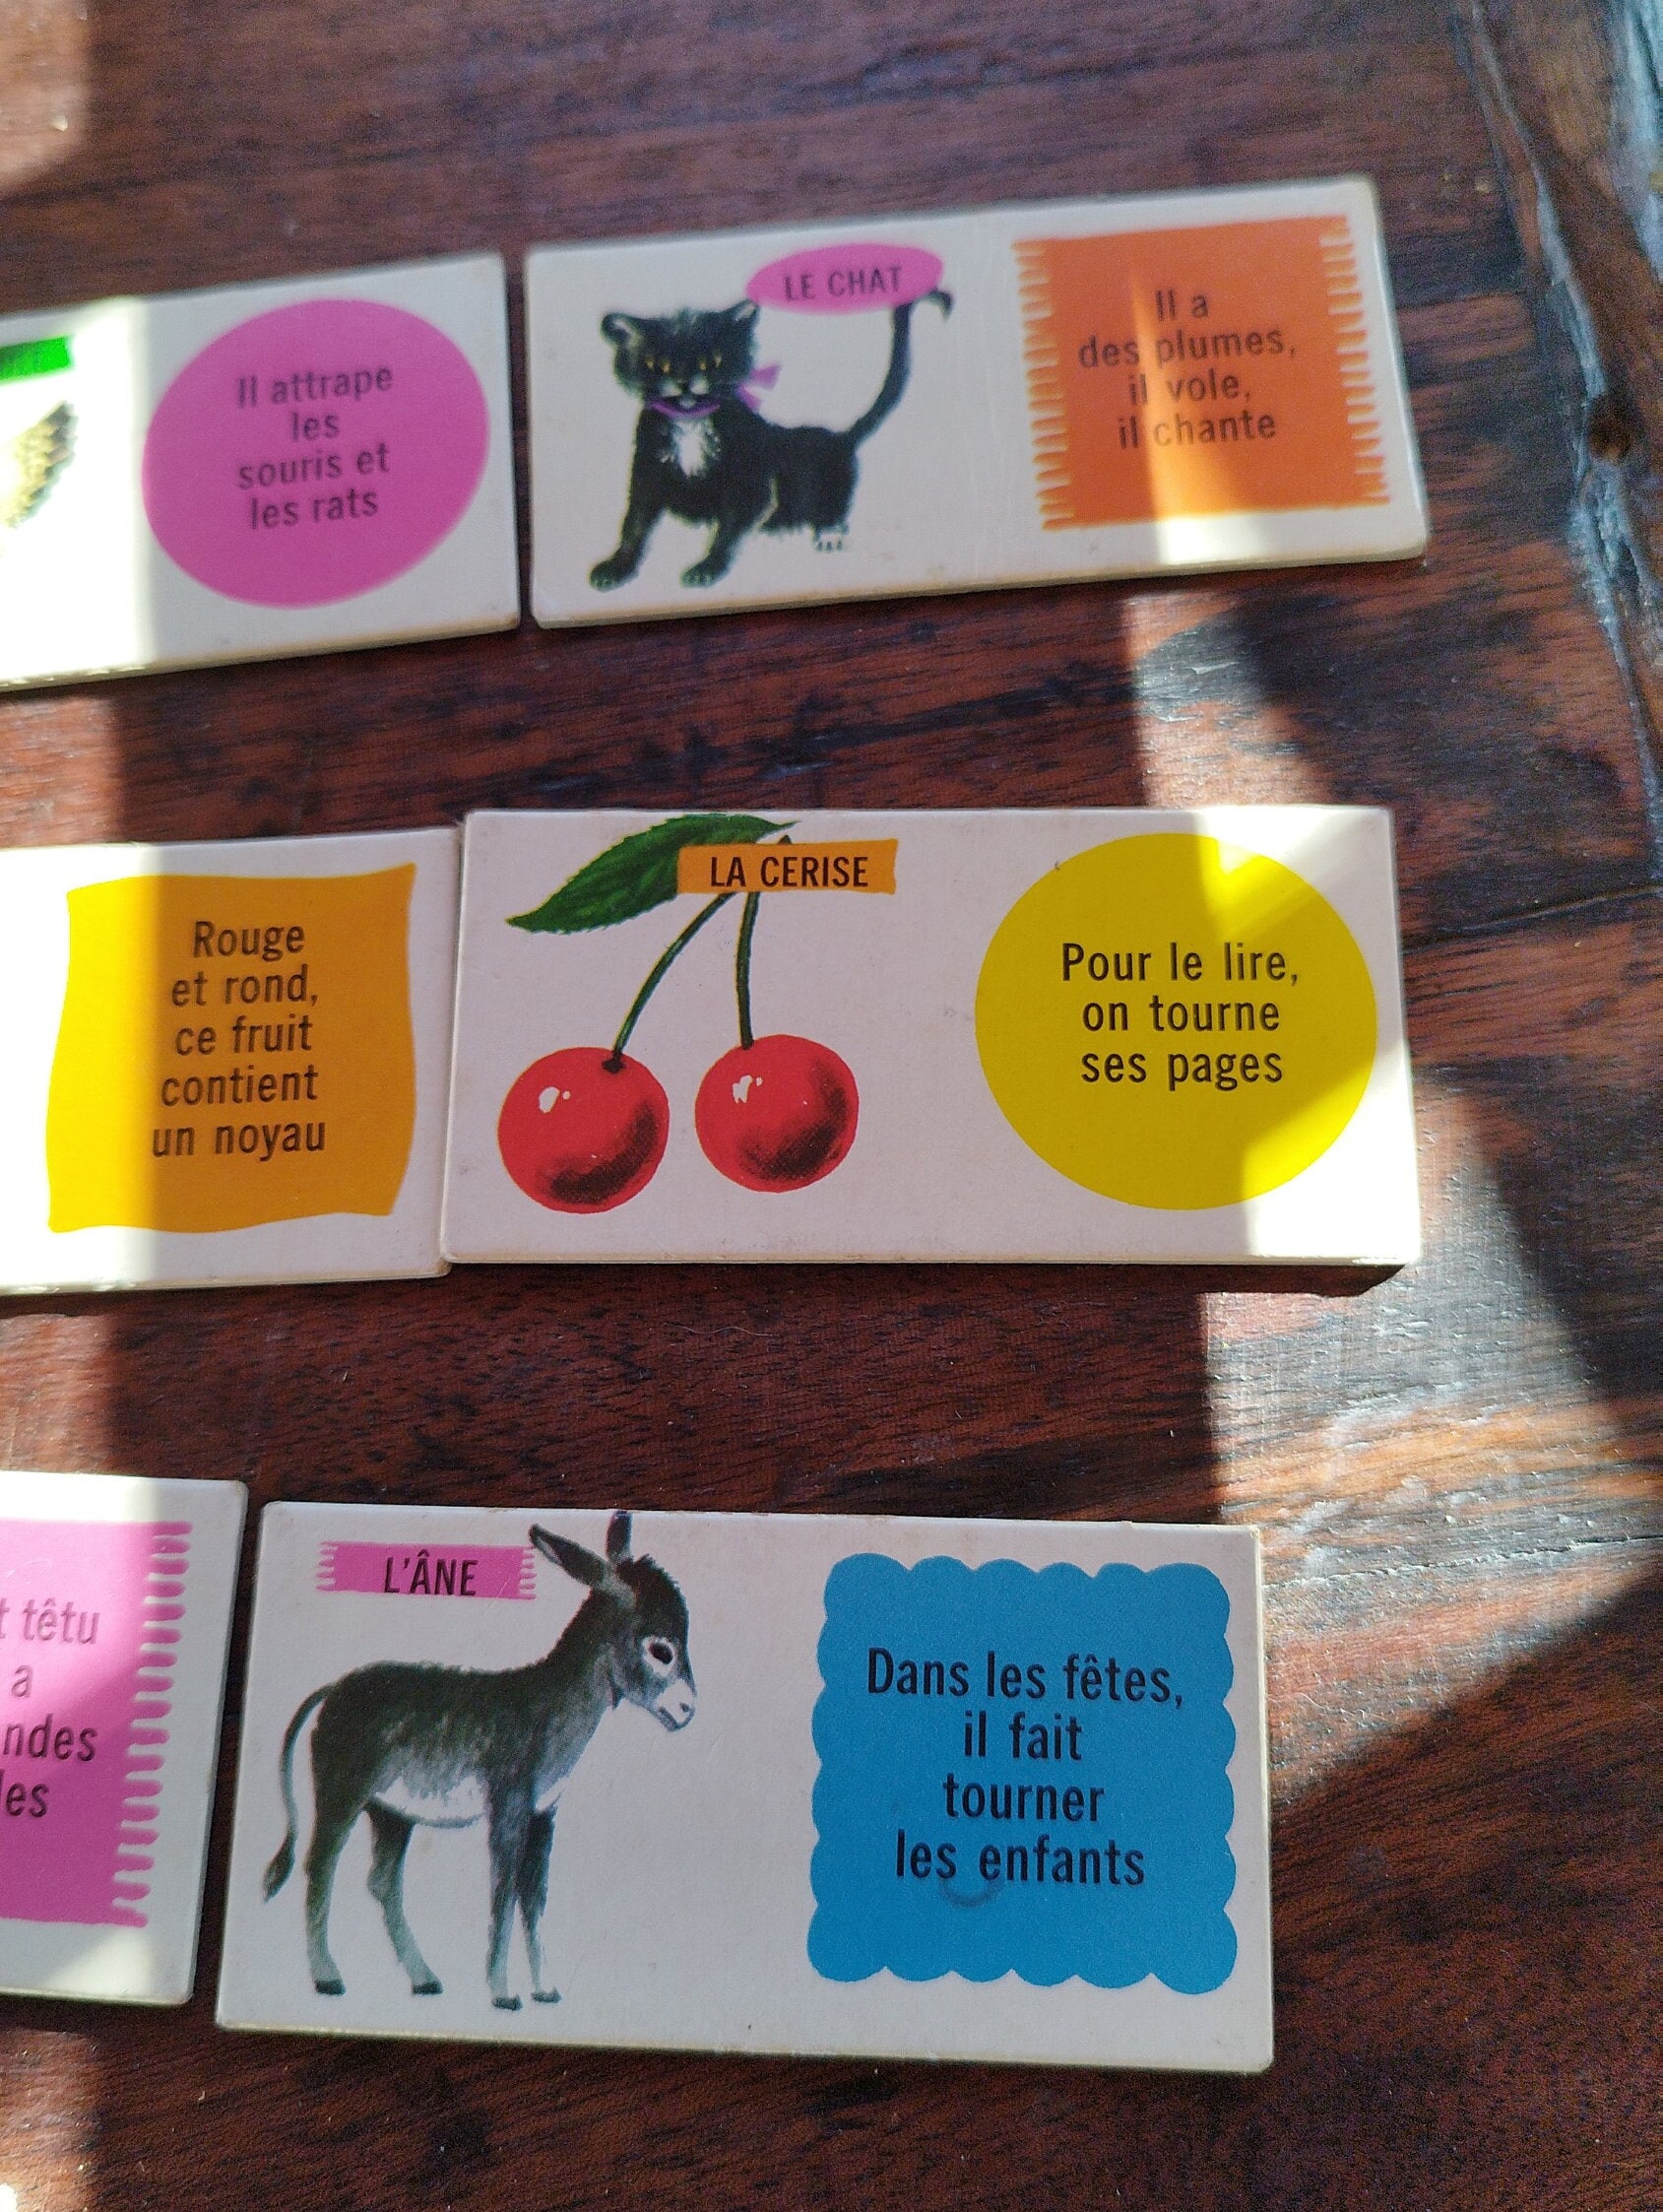 Il attrape
les
souris et
les rats
LE CHAT
Il a
des plumes,
il vole,
il chante
Rouge
et rond,
ce fruit
contient
un noyau
LA CERISE
Pour le lire,
on tourne
ses pages
têtu
a
L'ÂNE
Dans les fêtes,
il fait
tourner
les enfants